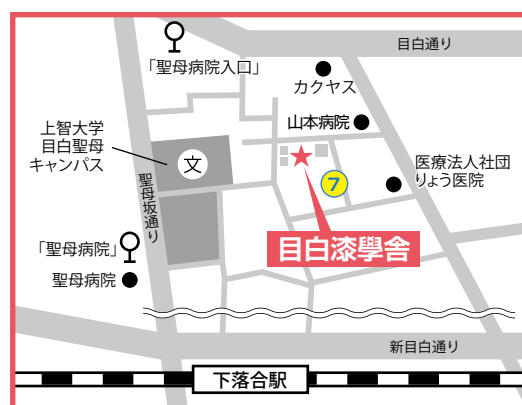 目白通り
「聖母病院入口」
カクヤス
山本病院
上智大学
目白聖母
キャンパス
文
医療法人社団
りょう医院
7
聖母坂通り
目白漆學舎
「聖母病院」
聖母病院
新目白通り
下落合駅